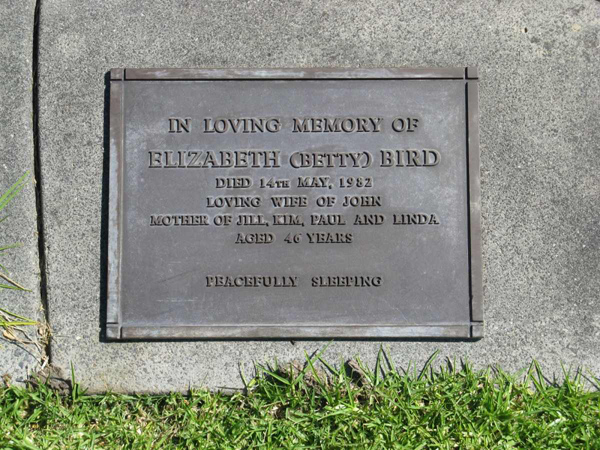 IN LOVING MEMORY OF
ELIZABETH (BETTY) BIRD
DIED 14TH MAY, 1982
LOVING WIFE OF JOHN
MOTHER OF JILL, KIM, PAUL AND LINDA
AGED 46 YEARS
PEACEFULLY SLEEPING